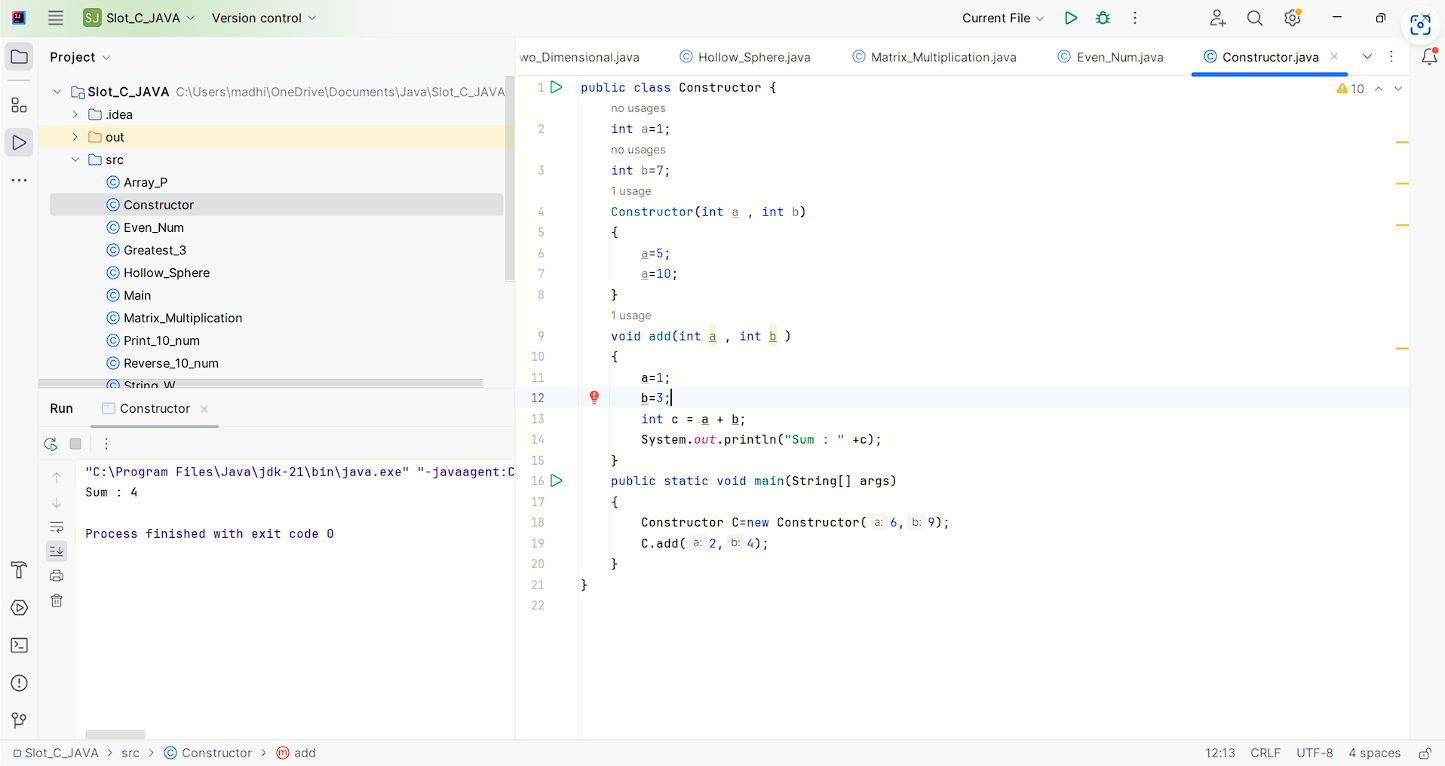 SJ Slot_C_JAVA Version control Current File
Project
Slot_C_JAVA C:\Users\madhi\OneDrive\Documents\Java\Slot_C_JAVA
.idea
out
src
Array_P
Constructor
Even_Num
Greatest_3
Hollow_Sphere
Main
Matrix_Multiplication
Print_10_num
Reverse_10_num
String_W
wo_Dimensional.java Hollow_Sphere.java Matrix_Multiplication.java Even_Num.java Constructor.java
10
1 public class Constructor {
no usages
2 int a=1;
no usages
3 int b=7;
1 usage
4 Constructor(int a , int b)
5 {
6 a=5;
7 a=10;
8 }
1 usage
9 void add(int a , int b )
10 {
11 a=1;
12 b=3;
13 int c = a + b;
14 System.out.println("Sum : " +c);
15 }
16 public static void main(String[] args)
17 {
18 Constructor C=new Constructor( a: 6, b: 9);
19 C.add( a: 2, b: 4);
20 }
21 }
22
Run Constructor
"C:\Program Files\Java\jdk-21\bin\java.exe" "-javaagent:C
Sum : 4
Process finished with exit code 0
Slot_C_JAVA > src > Constructor > m add
12:13 CRLF UTF-8 4 spaces